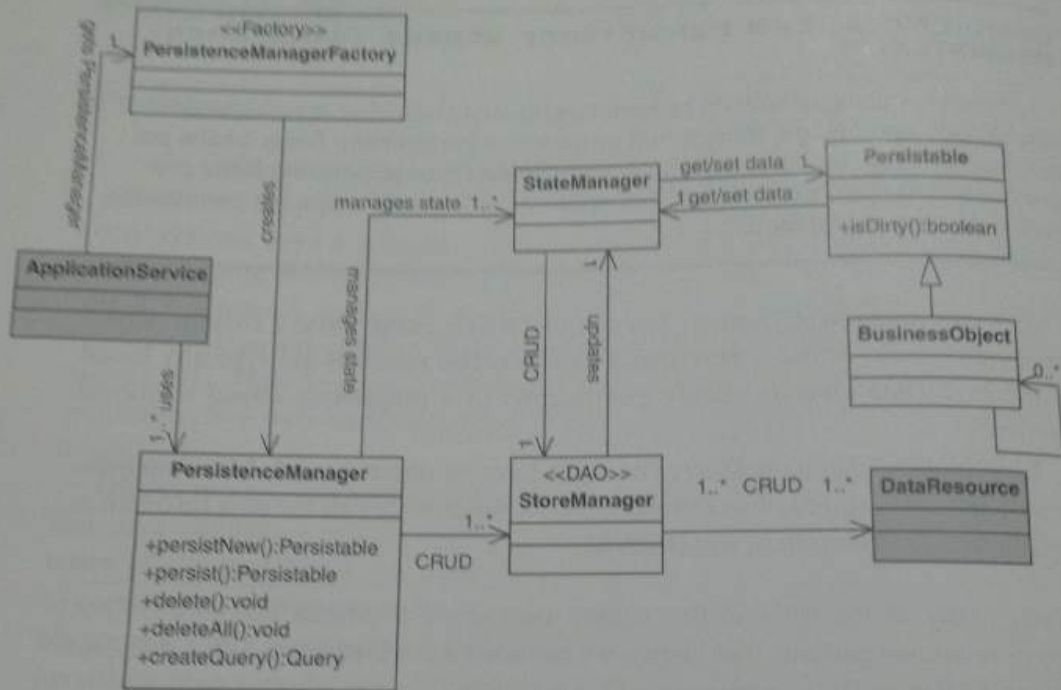 <<Factory>>
PersistenceManagerFactory
1
gets PersistenceManager
creates
ApplicationService
uses
1..*
manages state 1..*
manages state
StateManager
get/set data 1
1 get/set data
Persistable
+isDirty():boolean
CRUD
1
updates
1
BusinessObject
0..*
PersistenceManager
+persistNew():Persistable
+persist():Persistable
+delete():void
+deleteAll():void
+createQuery():Query
1..*
CRUD
<<DAO>>
StoreManager
1..* CRUD 1..*
DataResource